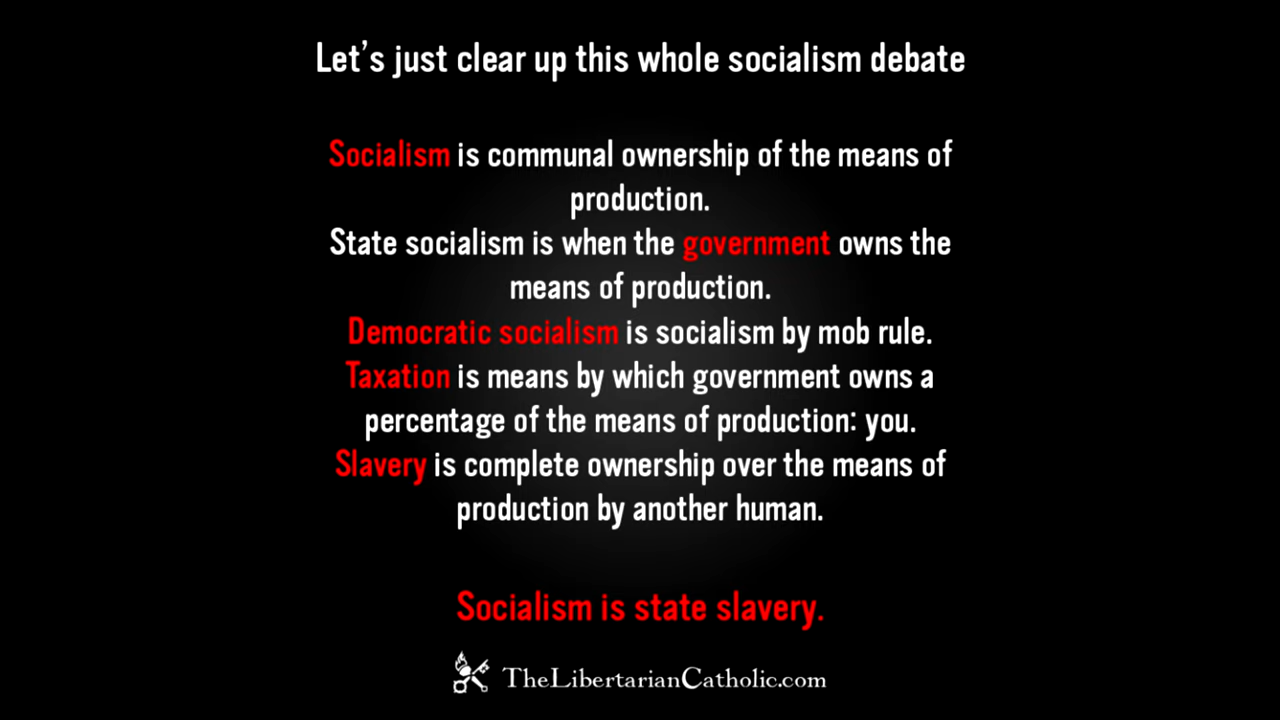 Let's just clear up this whole socialism debate
Socialism is communal ownership of the means of
production.
State socialism is when the government owns the
means of production.
Democratic socialism is socialism by mob rule.
Taxation is means by which government owns a
percentage of the means of production: you.
Slavery is complete ownership over the means of
production by another human.
Socialism is state slavery.
TheLibertarianCatholic.com